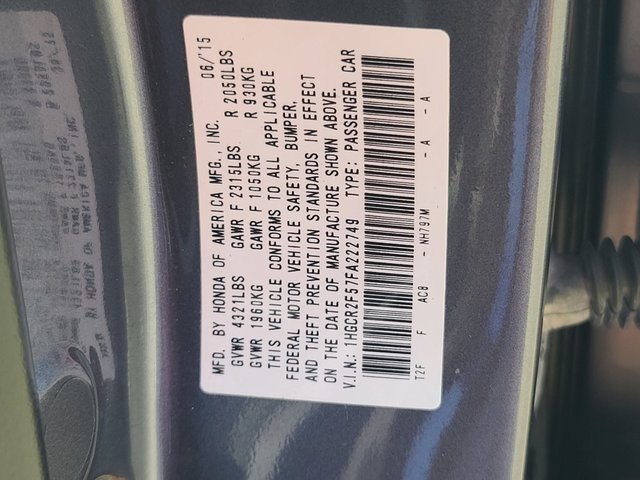 MFD. BY HONDA OF AMERICA MFG., INC. 06/'15
GVWR 4321LBS GAWR F 2315LBS R 2050LBS
GVWR 1960KG GAWR F 1050KG R 930KG
THIS VEHICLE CONFORMS TO ALL APPLICABLE
FEDERAL MOTOR VEHICLE SAFETY, BUMPER,
AND THEFT PREVENTION STANDARDS IN EFFECT
ON THE DATE OF MANUFACTURE SHOWN ABOVE.
V.I.N.: 1HGCR2F57FA222749 TYPE: PASSENGER CAR
T2F F AC8 - NH797M - A - A